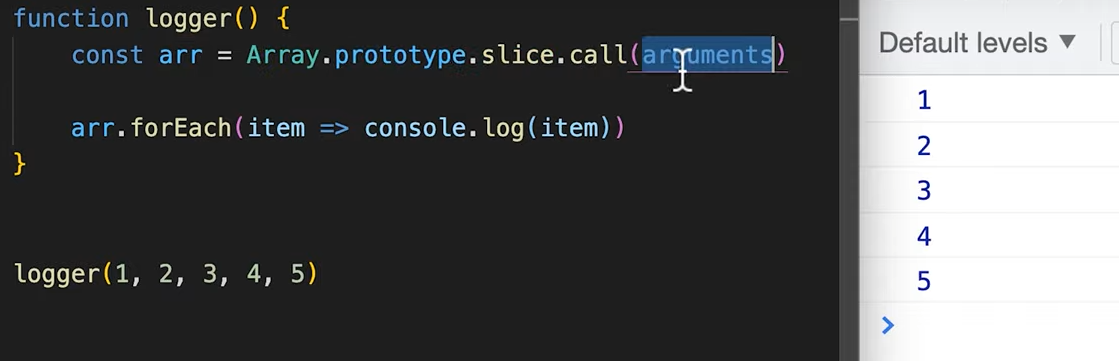 function logger() {
const arr = Array.prototype.slice.call(arguments)
arr.forEach(item => console.log(item))
}
logger(1, 2, 3, 4, 5)
Default levels ▼
1
2
3
4
5
>